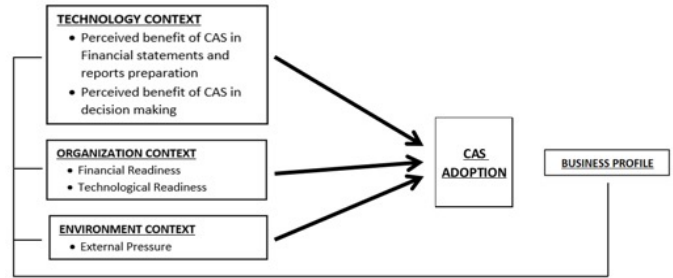 TECHNOLOGY CONTEXT
• Perceived benefit of CAS in
Financial statements and
reports preparation
• Perceived benefit of CAS in
decision making
ORGANIZATION CONTEXT
• Financial Readiness
• Technological Readiness
ENVIRONMENT CONTEXT
• External Pressure
CAS
ADOPTION
BUSINESS PROFILE